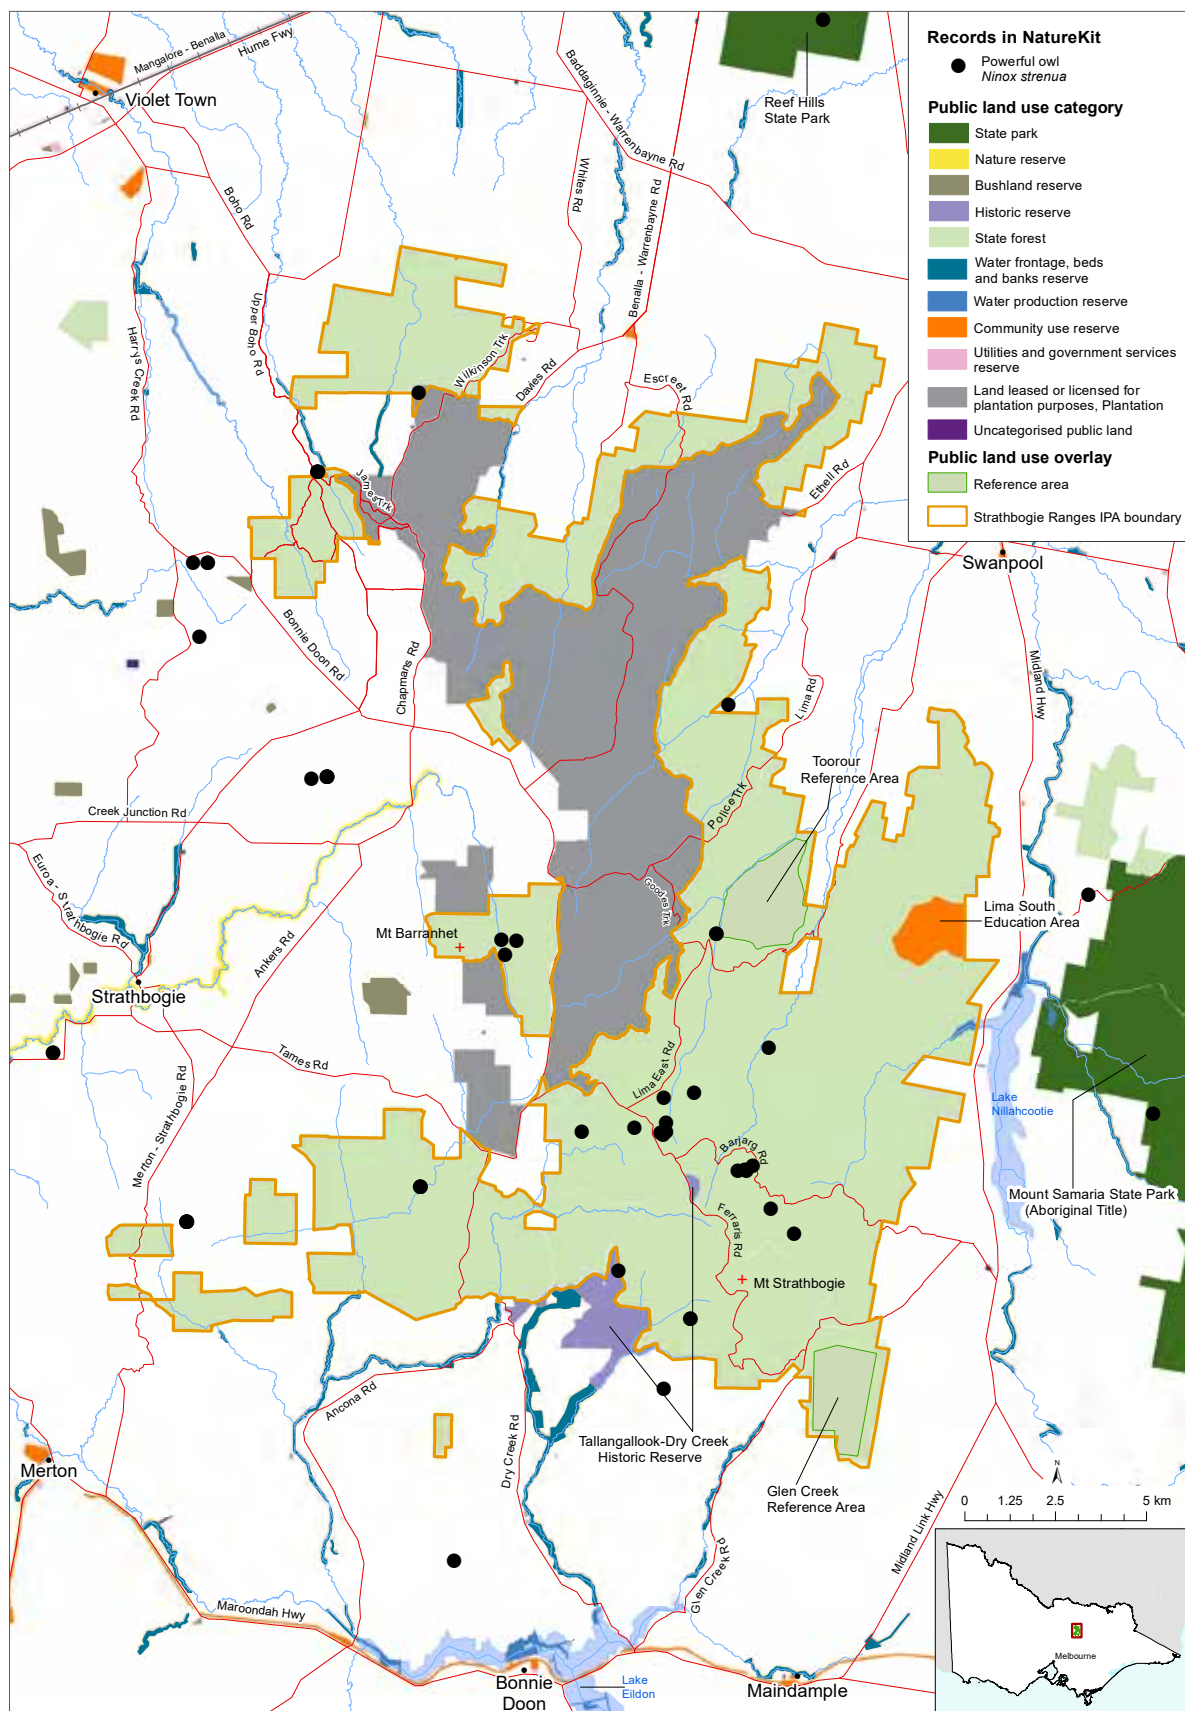 Records in NatureKit
Powerful owl
Ninox strenua
Public land use category
State park
Nature reserve
Bushland reserve
Historic reserve
State forest
Water frontage, beds
and banks reserve
Water production reserve
Community use reserve
Utilities and government services
reserve
Land leased or licensed for
plantation purposes, Plantation
Uncategorised public land
Public land use overlay
Reference area
Strathbogie Ranges IPA boundary
Mangalore - Benalla
Hume Fwy
Violet Town
Baddaginnie - Warrenbayne Rd
Reef Hills
State Park
Whites Rd
Boho Rd
Benalla - Warrenbayne Rd
Upper Boho Rd
Harrys Creek Rd
Wilkinson Trk
Davies Rd
Escreet Rd
Ethell Rd
James Trk
Swanpool
Bonnie Doon Rd
Chapmans Rd
Lima Rd
Midland Hwy
Toorour
Reference Area
Police Trk
Creek Junction Rd
Euroa - Strathbogie Rd
Goodes Trk
Lima South
Education Area
Mt Barranhet
Ankers Rd
Strathbogie
Tames Rd
Lima East Rd
Merton - Strathbogie Rd
Lake
Nillahcootie
Barjarg Rd
Mount Samaria State Park
(Aboriginal Title)
Ferraris Rd
Mt Strathbogie
Ancona Rd
Dry Creek Rd
Tallangallook-Dry Creek
Historic Reserve
Merton
Glen Creek
Reference Area
N
0 1.25 2.5 5 km
Midland Link Hwy
Glen Creek Rd
Maroondah Hwy
Melbourne
Bonnie
Doon
Lake
Eildon
Maindample